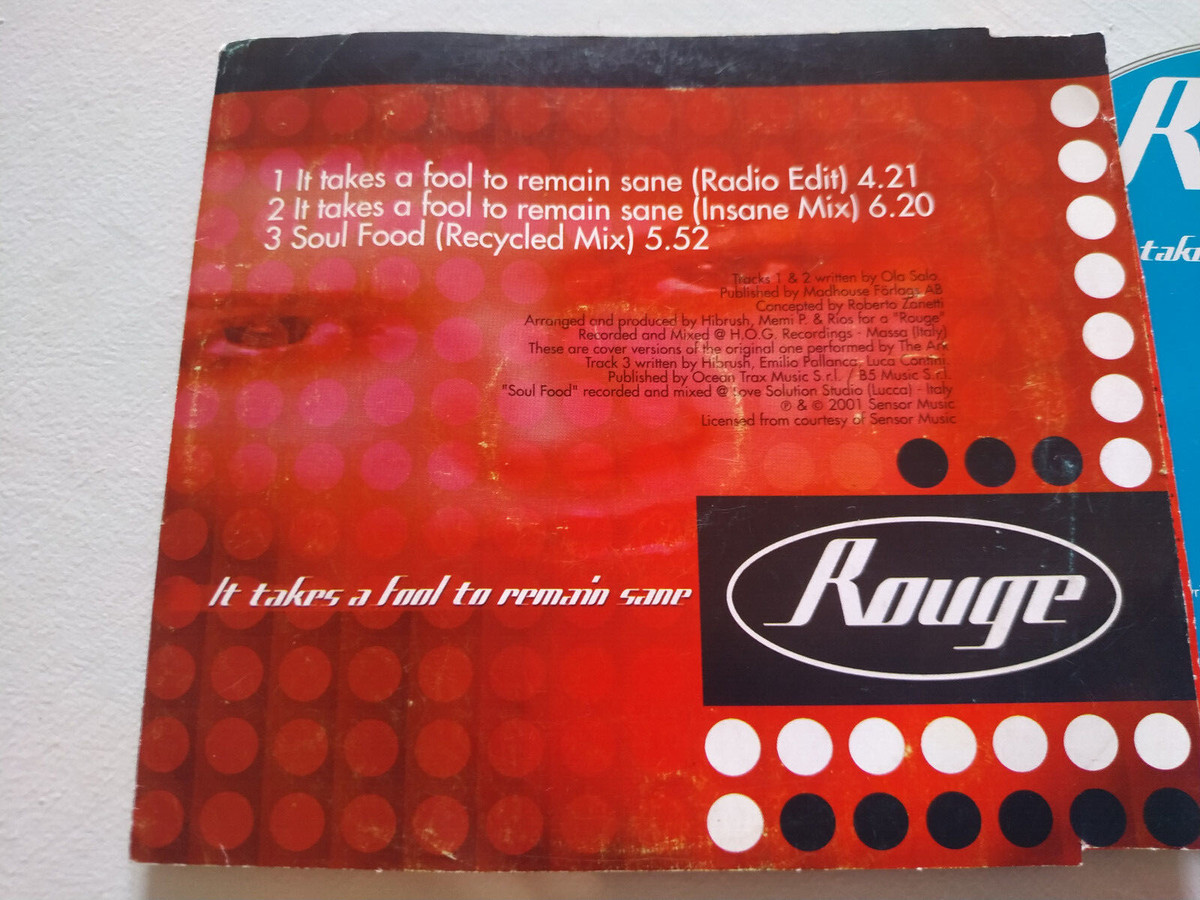 1 It takes a fool to remain sane (Radio Edit) 4.21
2 It takes a fool to remain sane (Insane Mix) 6.20
3 Soul Food (Recycled Mix) 5.52
Tracks 1 & 2 written by Ola Salo.
Published by Madhouse Förlags AB
Concepted by Roberto Zanetti
Arranged and produced by Hibrush, Memi P. & Rios for a "Rouge"
Recorded and Mixed @ H.O.G. Recordings - Massa (Italy)
These are cover versions of the original one performed by The Ark
Track 3 written by Hibrush, Emilio Pallanca, Luca Contini.
Published by Ocean Trax Music S.r.l. / B5 Music S.r.l.
"Soul Food" recorded and mixed @ Love Solution Studio (Lucca) - Italy
℗ & © 2001 Sensor Music
Licensed from courtesy of Sensor Music
It takes a fool to remain sane
Rouge